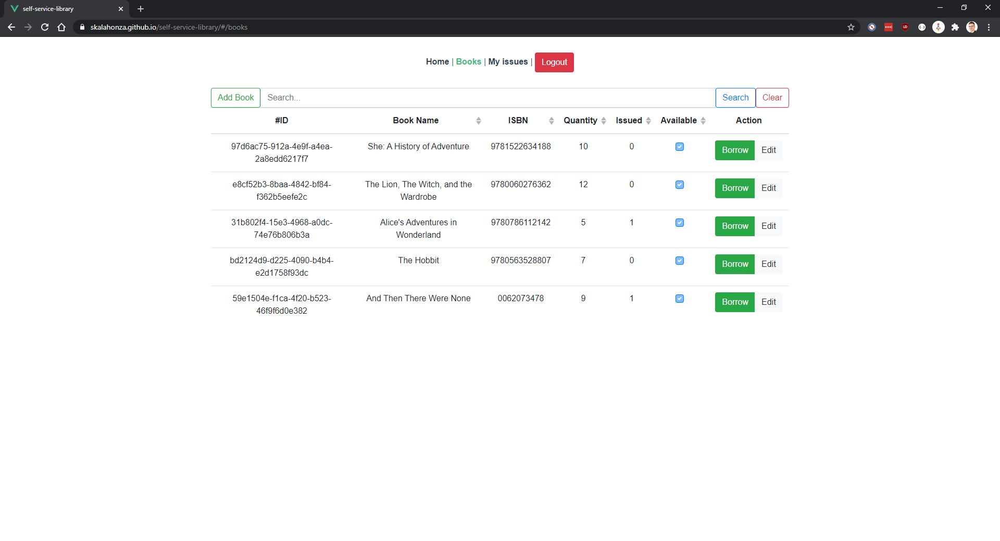 self-service-library
skalahonza.github.io/self-service-library/#/books
Home | Books | My issues | Logout
Add Book Search... Search Clear
#ID Book Name ISBN Quantity Issued Available Action
97d6ac75-912a-4e9f-a4ea- She: A History of Adventure 9781522634188 10 0 Borrow Edit
2a8edd6217f7
e8cf52b3-8baa-4842-bf84- The Lion, The Witch, and the 9780060276362 12 0 Borrow Edit
f362b5eefe2c Wardrobe
31b802f4-15e3-4968-a0dc- Alice's Adventures in 9780786112142 5 1 Borrow Edit
74e76b806b3a Wonderland
bd2124d9-d225-4090-b4b4- The Hobbit 9780563528807 7 0 Borrow Edit
e2d1758f93dc
59e1504e-f1ca-4f20-b523- And Then There Were None 0062073478 9 1 Borrow Edit
46f9f6d0e382